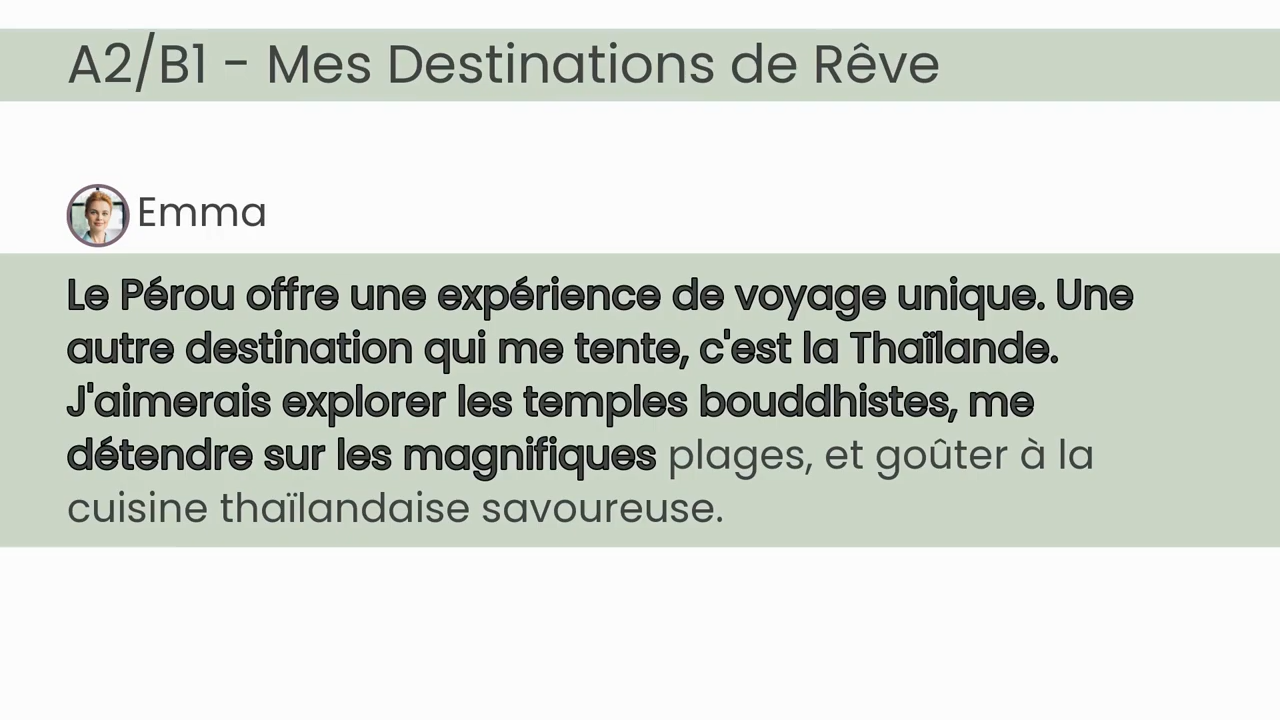 A2/B1 - Mes Destinations de Rêve
Emma
Le Pérou offre une expérience de voyage unique. Une
autre destination qui me tente, c'est la Thaïlande.
J'aimerais explorer les temples bouddhistes, me
détendre sur les magnifiques plages, et goûter à la
cuisine thaïlandaise savoureuse.